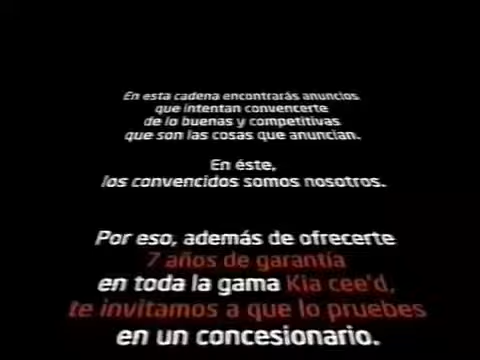 En esta cadena encontrarás anuncios
que intentan convencerte
de lo buenas y competitivas
que son las cosas que anuncian.
En éste,
los convencidos somos nosotros.
Por eso, además de ofrecerte
7 años de garantía
en toda la gama Kia cee'd,
te invitamos a que lo pruebes
en un concesionario.